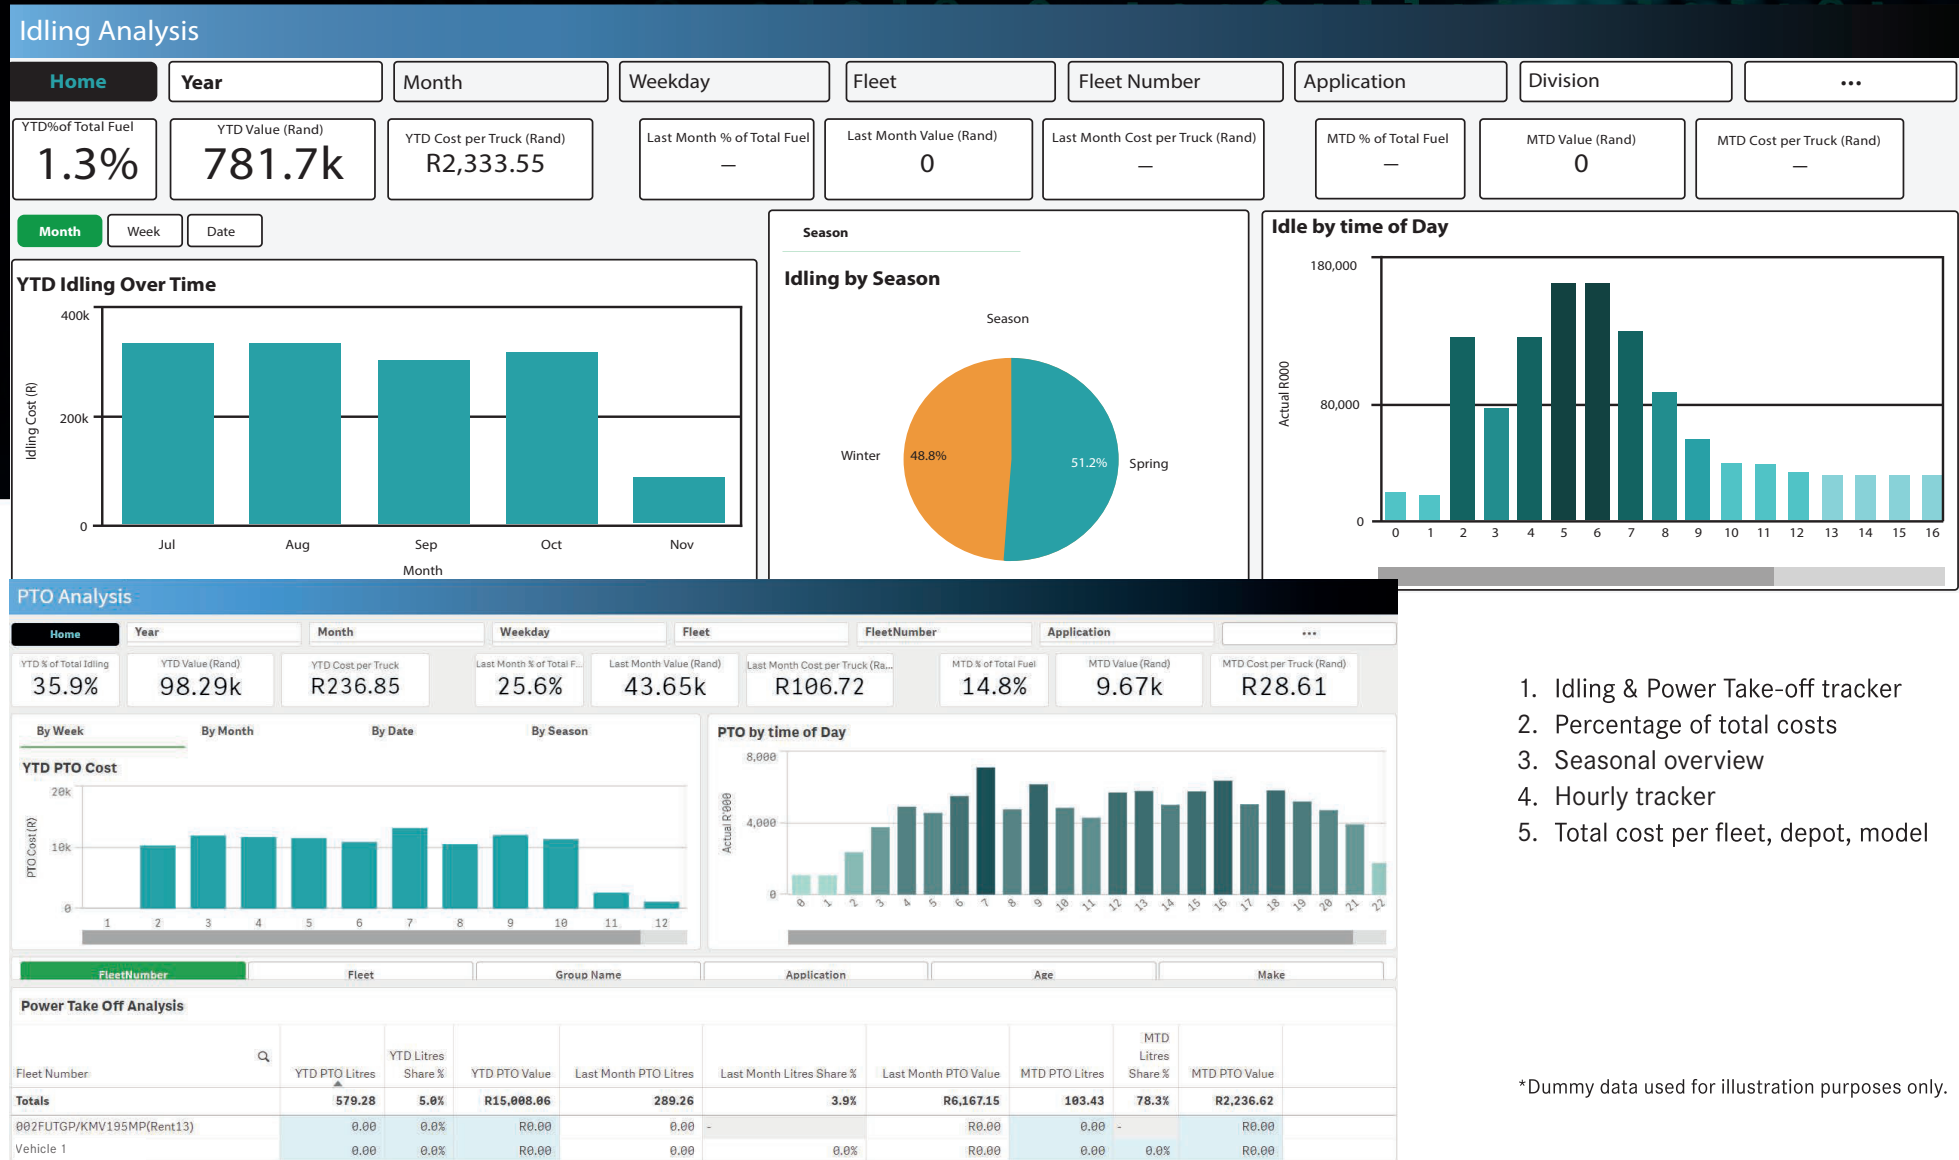 Idling Analysis
Home Year Month Weekday Fleet Fleet Number Application Division ...
YTD%of Total Fuel
1.3%
YTD Value (Rand)
781.7k
YTD Cost per Truck (Rand)
R2,333.55
Last Month % of Total Fuel
–
Last Month Value (Rand)
0
Last Month Cost per Truck (Rand)
–
MTD % of Total Fuel
–
MTD Value (Rand)
0
MTD Cost per Truck (Rand)
–
Month Week Date
YTD Idling Over Time
400k
200k
0
Idling Cost (R)
Jul Aug Sep Oct Nov
Month
Season
Idling by Season
Season
Winter
48.8%
51.2%
Spring
Idle by time of Day
180,000
80,000
0
Actual R000
0 1 2 3 4 5 6 7 8 9 10 11 12 13 14 15 16
PTO Analysis
Home Year Month Weekday Fleet FleetNumber Application ...
YTD % of Total Idling
35.9%
YTD Value (Rand)
98.29k
YTD Cost per Truck
R236.85
Last Month % of Total F...
25.6%
Last Month Value (Rand)
43.65k
Last Month Cost per Truck (Ra...
R106.72
MTD % of Total Fuel
14.8%
MTD Value (Rand)
9.67k
MTD Cost per Truck (Rand)
R28.61
By Week By Month By Date By Season
YTD PTO Cost
20k
10k
0
PTO Cost (R)
1 2 3 4 5 6 7 8 9 10 11 12
PTO by time of Day
8,000
4,000
0
Actual R'000
0 1 2 3 4 5 6 7 8 9 10 11 12 13 14 15 16 17 18 19 20 21 22
FleetNumber Fleet Group Name Application Age Make
Power Take Off Analysis
Fleet Number YTD PTO Litres YTD Litres Share % YTD PTO Value Last Month PTO Litres Last Month Litres Share % Last Month PTO Value MTD PTO Litres MTD Litres Share % MTD PTO Value
Totals 579.28 5.0% R15,008.06 289.26 3.9% R6,167.15 103.43 78.3% R2,236.62
002FUTGP/KMV195MP(Rent13) 0.00 0.0% R0.00 0.00 - R0.00 0.00 - R0.00
Vehicle 1 0.00 0.0% R0.00 0.00 0.0% R0.00 0.00 0.0% R0.00
1. Idling & Power Take-off tracker
2. Percentage of total costs
3. Seasonal overview
4. Hourly tracker
5. Total cost per fleet, depot, model
*Dummy data used for illustration purposes only.